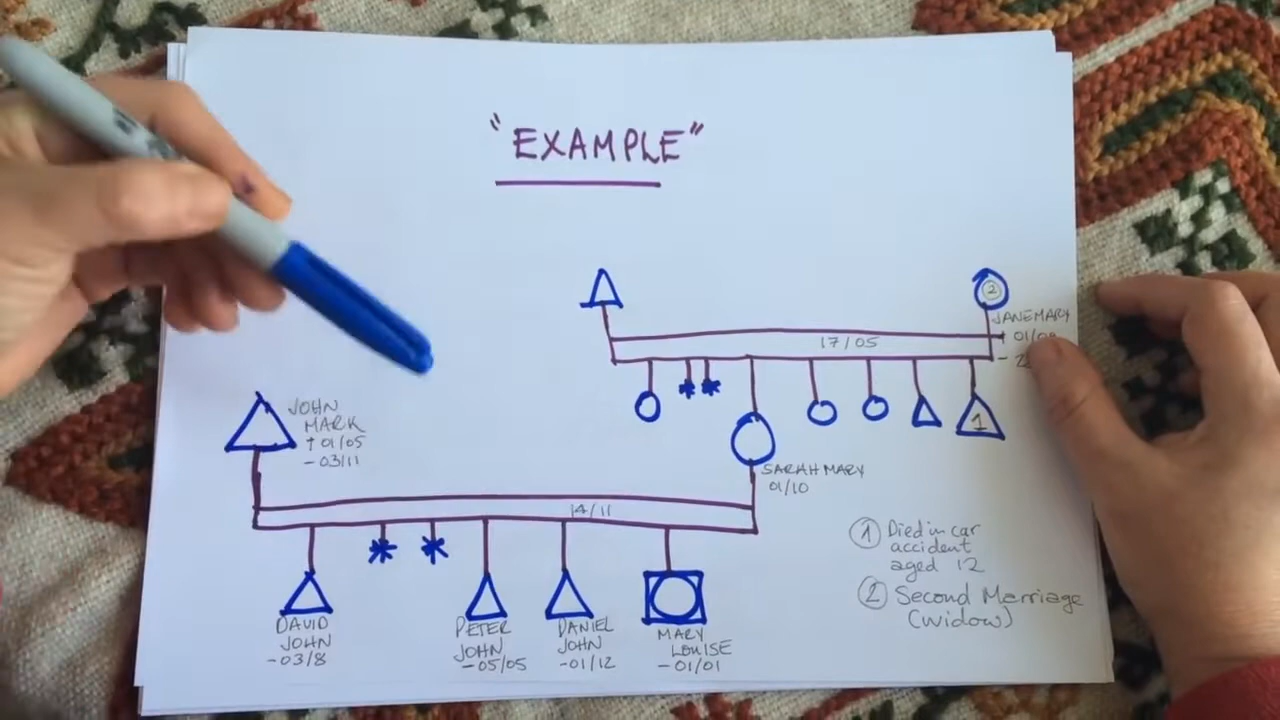 "EXAMPLE"
2
JANE MARY
17/05
JOHN
MARK
↑ 01/05
- 03/11
1
SARAH MARY
01/10
14/11
① Died in car
accident
aged 12
② Second Marriage
(widow)
DAVID
JOHN
-03/8
PETER
JOHN
-05/05
DANIEL
JOHN
-01/12
MARY
LOUISE
-01/01